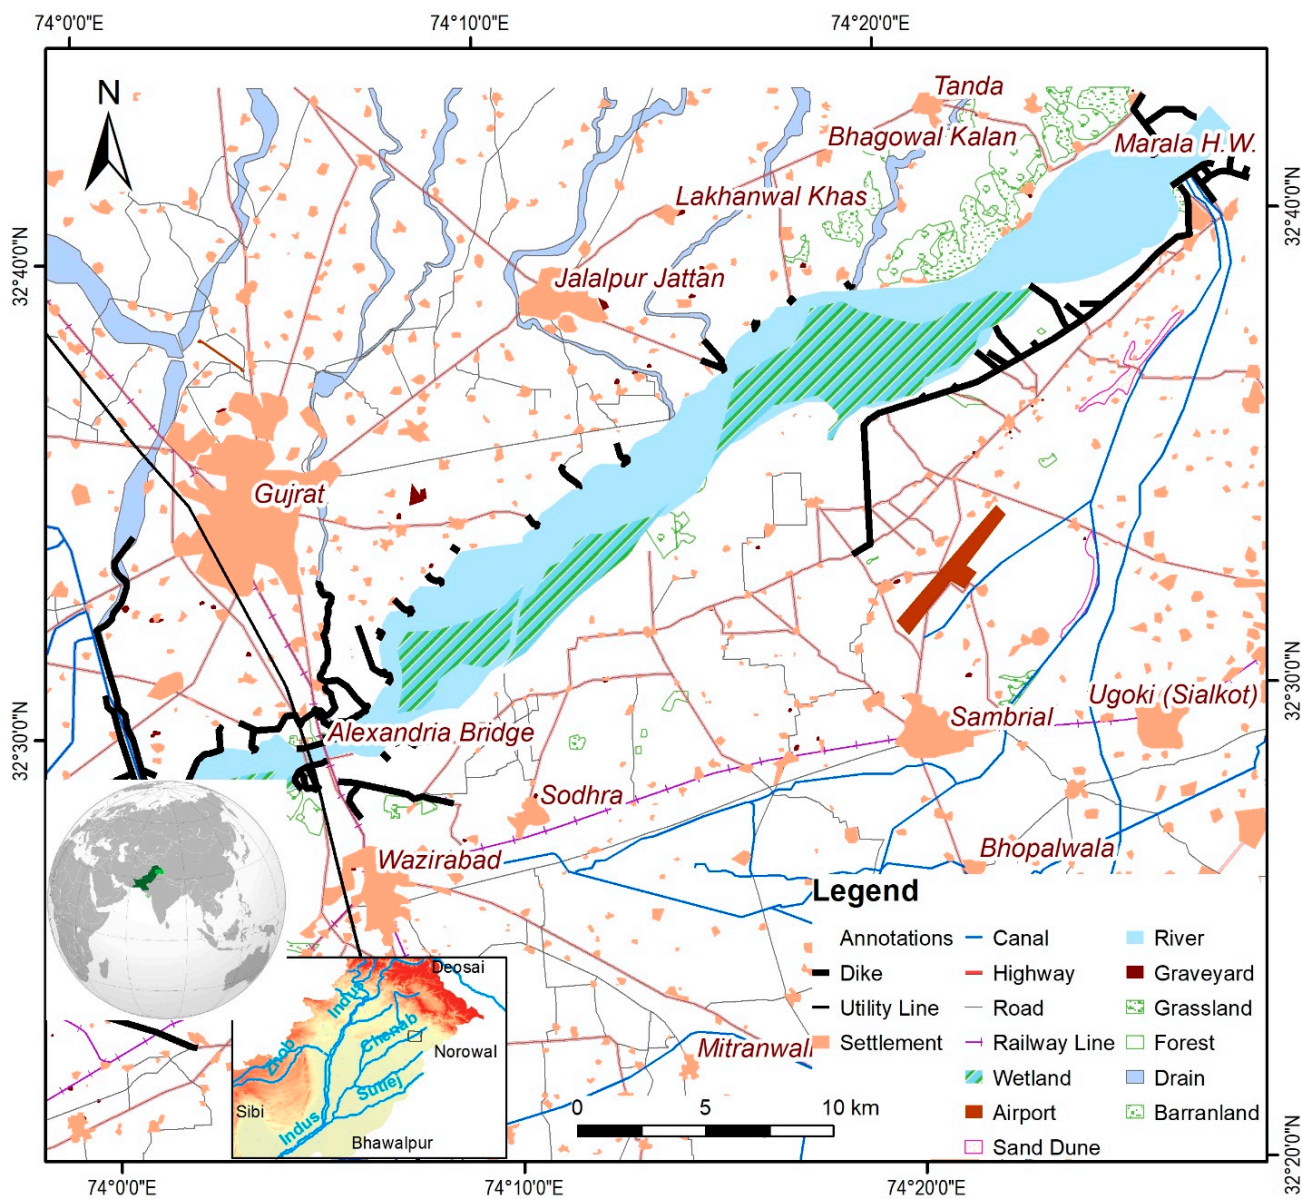 74°0'0"E
74°10'0"E
74°20'0"E
N
Tanda
Bhagowal Kalan
Marala H.W.
Lakhanwal Khas
32°40'0"N
32°40'0"N
Jalalpur Jattan
Gujrat
Ugoki (Sialkot)
32°30'0"N
Sambrial
Alexandria Bridge
32°30'0"N
Sodhra
Wazirabad
Bhopalwala
Legend
Annotations
Canal
River
Dike
Highway
Graveyard
Utility Line
Road
Grassland
Settlement
Railway Line
Forest
Wetland
Drain
Airport
Barranland
Sand Dune
Mitranwali
0 5 10 km
Deosai
Indus
Chenab
Zhob
Norowal
Sutlej
Sibi
Indus
Bhawalpur
32°20'0"N
74°0'0"E
74°10'0"E
74°20'0"E